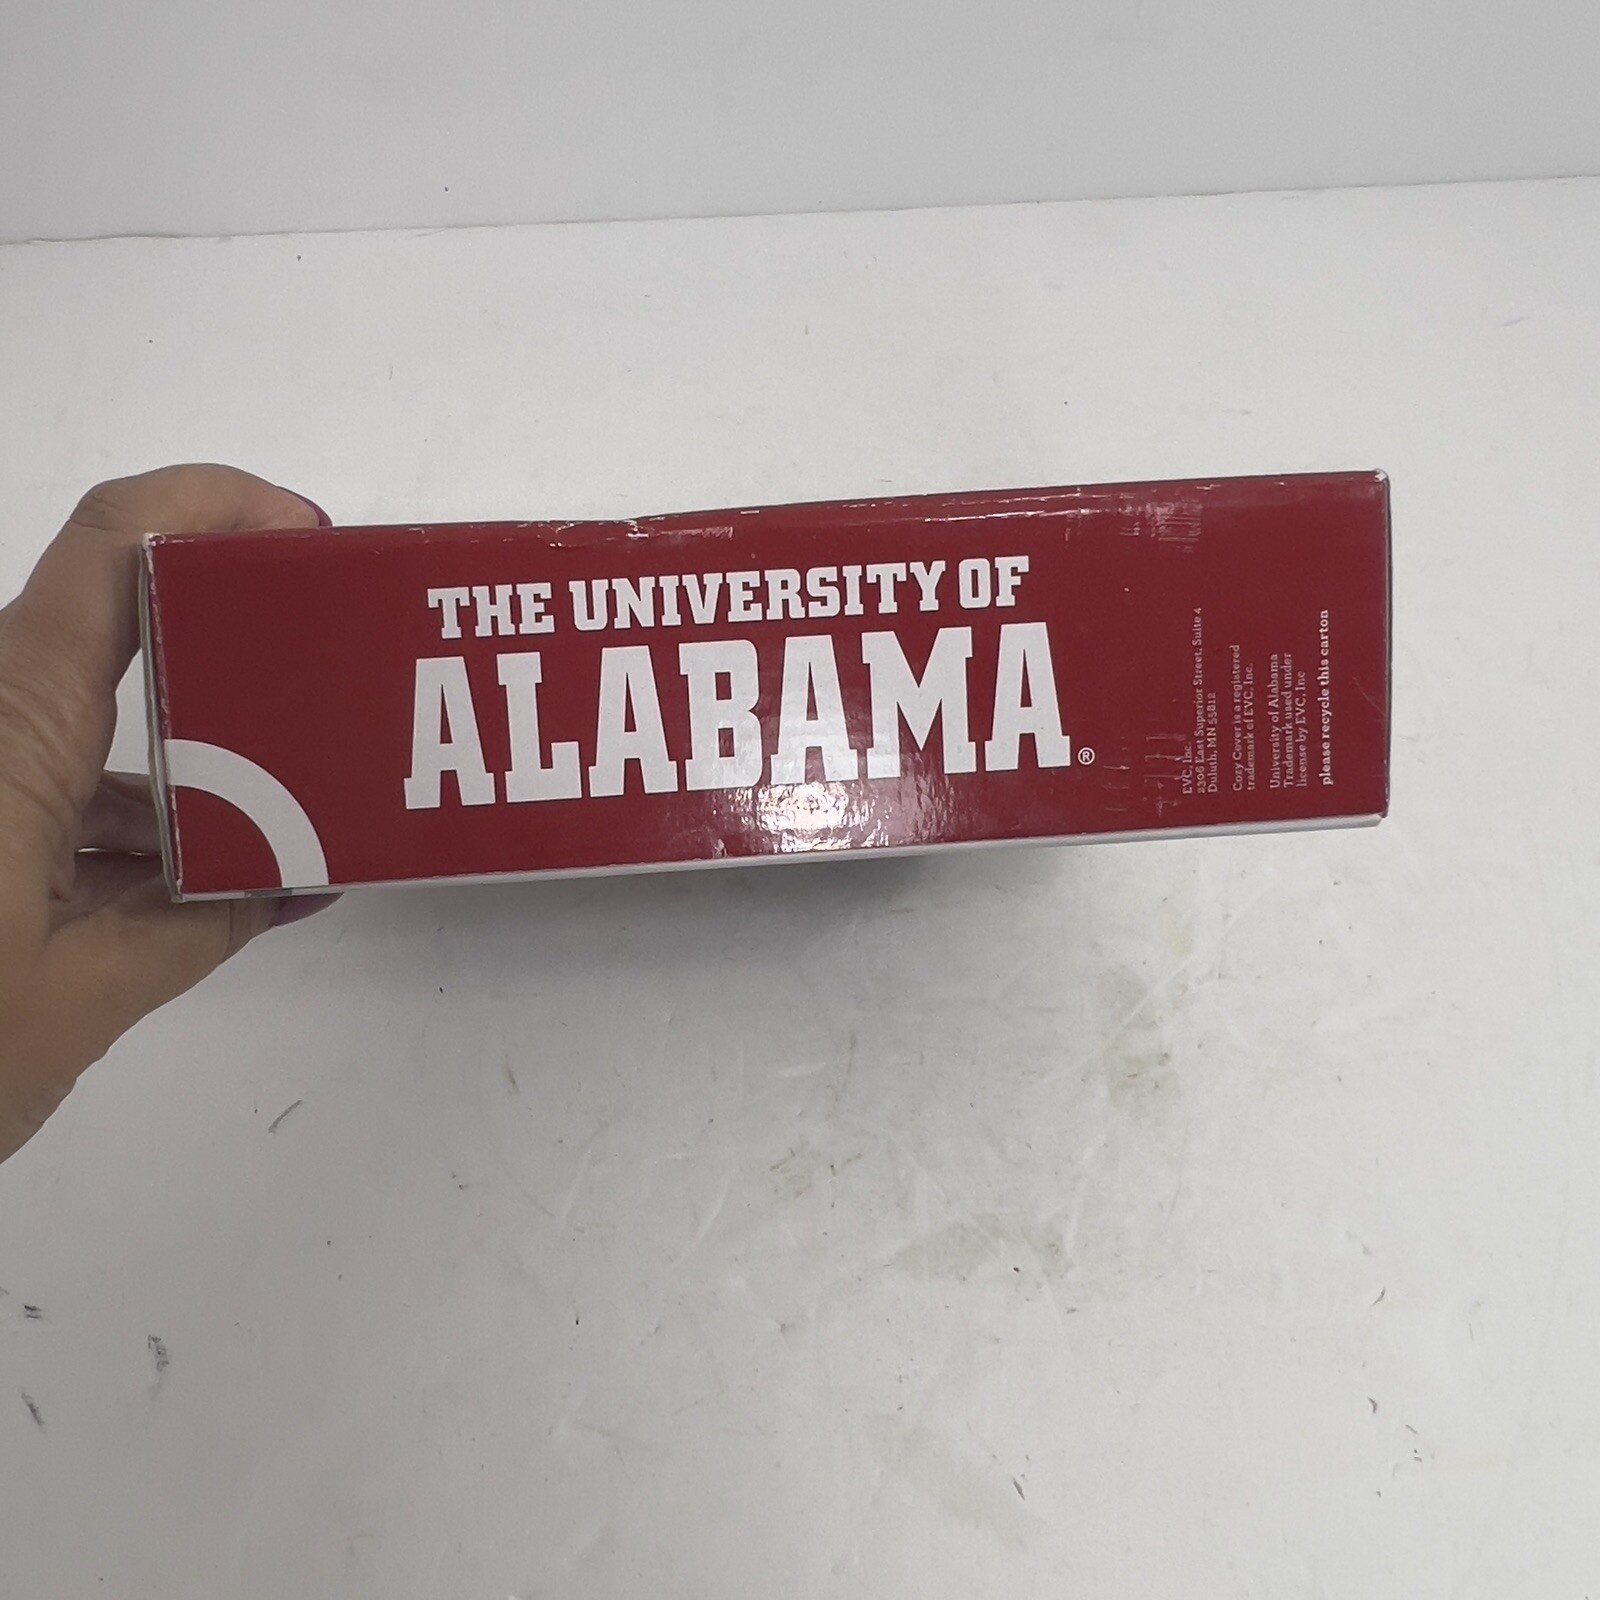 THE UNIVERSITY OF
ALABAMA®
EVC, Inc.
2306 East Superior Street, Suite 4
Duluth, MN 55812
Cozy Cover is a registered
trademark of EVC, Inc.
University of Alabama
Trademark used under
license by EVC, Inc
please recycle this carton